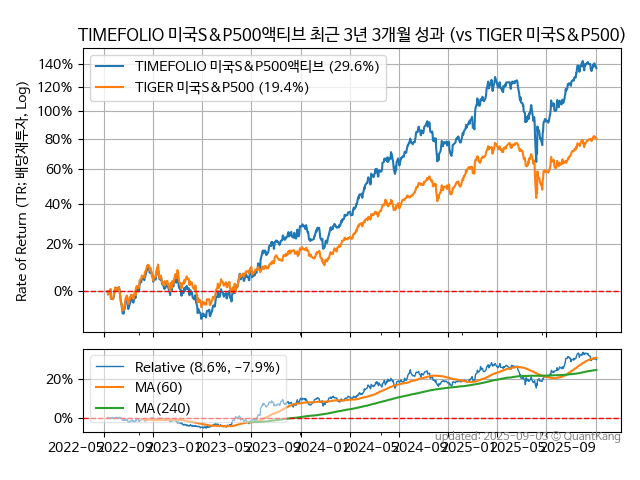 TIMEFOLIO 미국S&P500액티브 최근 3년 3개월 성과 (vs TIGER 미국S&P500)
Rate of Return (TR: 배당재투자, Log)
140%
120%
100%
80%
60%
40%
20%
0%
TIMEFOLIO 미국S&P500액티브 (29.6%)
TIGER 미국S&P500 (19.4%)
20%
0%
Relative (8.6%, -7.9%)
MA(60)
MA(240)
updated: 2025-09-03 © QuantKang
2022-05 2022-09 2023-01 2023-05 2023-09 2024-01 2024-05 2024-09 2025-01 2025-05 2025-09